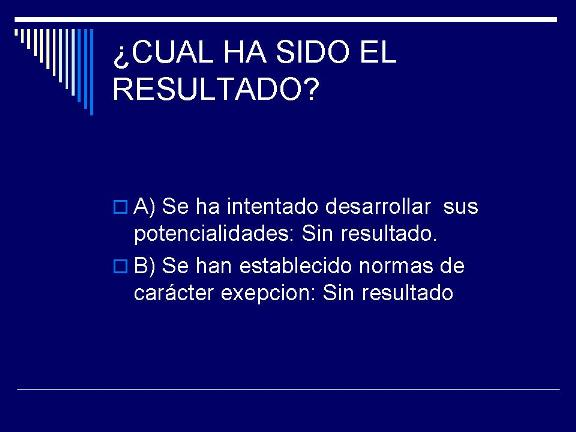 ¿CUAL HA SIDO EL
RESULTADO?
A) Se ha intentado desarrollar sus
potencialidades: Sin resultado.
B) Se han establecido normas de
carácter exepcion: Sin resultado